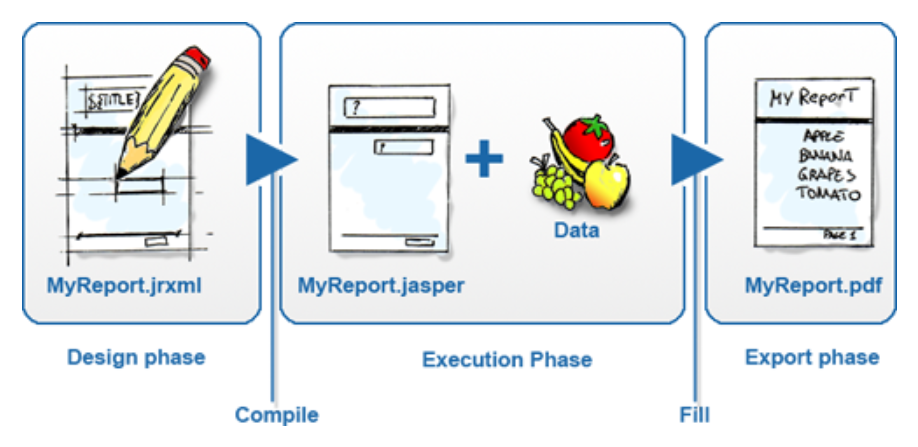 ${TITLE}
MyReport.jrxml
Design phase
Compile
?
?
MyReport.jasper
Data
Execution Phase
Fill
MY RePorT
APPLE
BANANA
GRAPES
TOMATO
PAGE 1
MyReport.pdf
Export phase